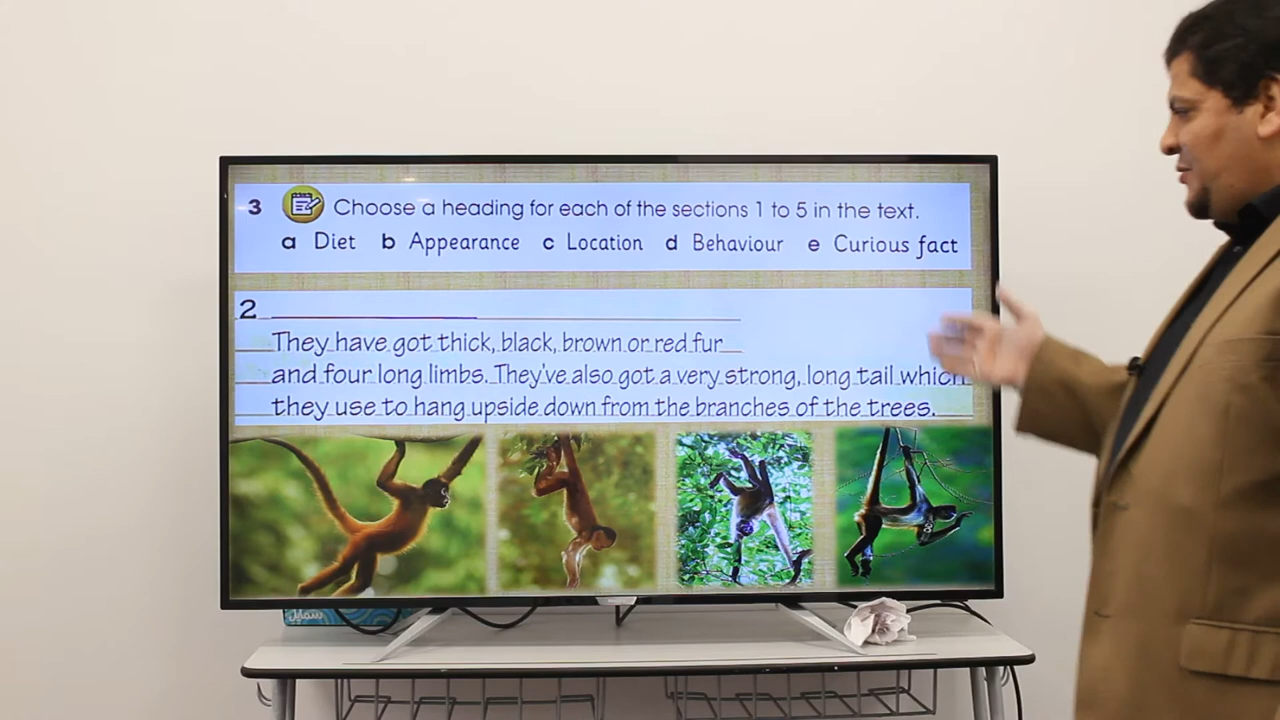 3 Choose a heading for each of the sections 1 to 5 in the text.
a Diet b Appearance c Location d Behaviour e Curious fact
2
They have got thick, black, brown or red fur
and four long limbs. They've also got a very strong, long tail which
they use to hang upside down from the branches of the trees.
سمايل